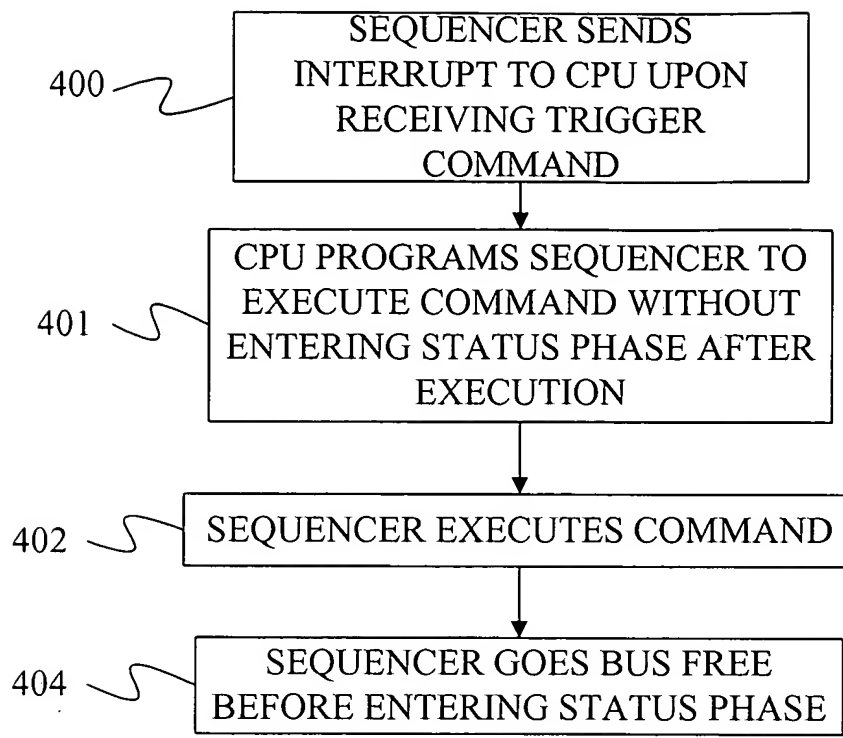 SEQUENCER SENDS
INTERRUPT TO CPU UPON
RECEIVING TRIGGER
COMMAND
400
CPU PROGRAMS SEQUENCER TO
EXECUTE COMMAND WITHOUT
ENTERING STATUS PHASE AFTER
EXECUTION
401
SEQUENCER EXECUTES COMMAND
402
SEQUENCER GOES BUS FREE
BEFORE ENTERING STATUS PHASE
404